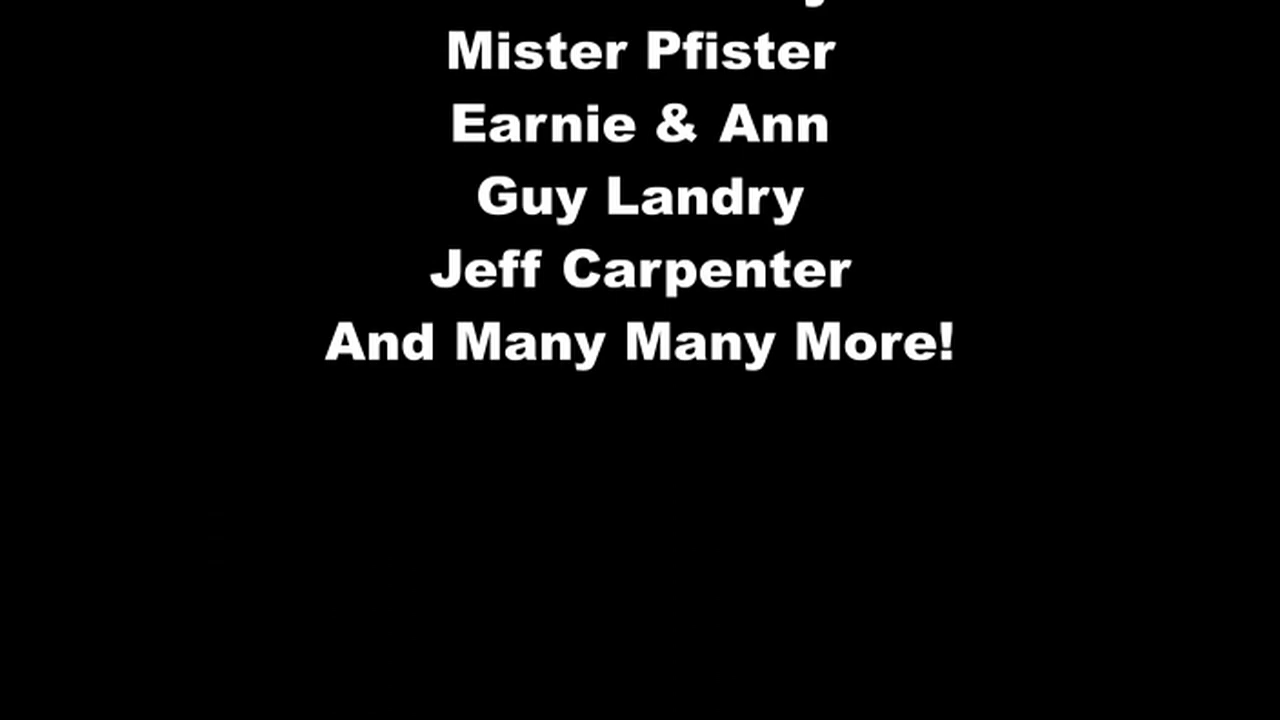 Mister Pfister
Earnie & Ann
Guy Landry
Jeff Carpenter
And Many Many More!